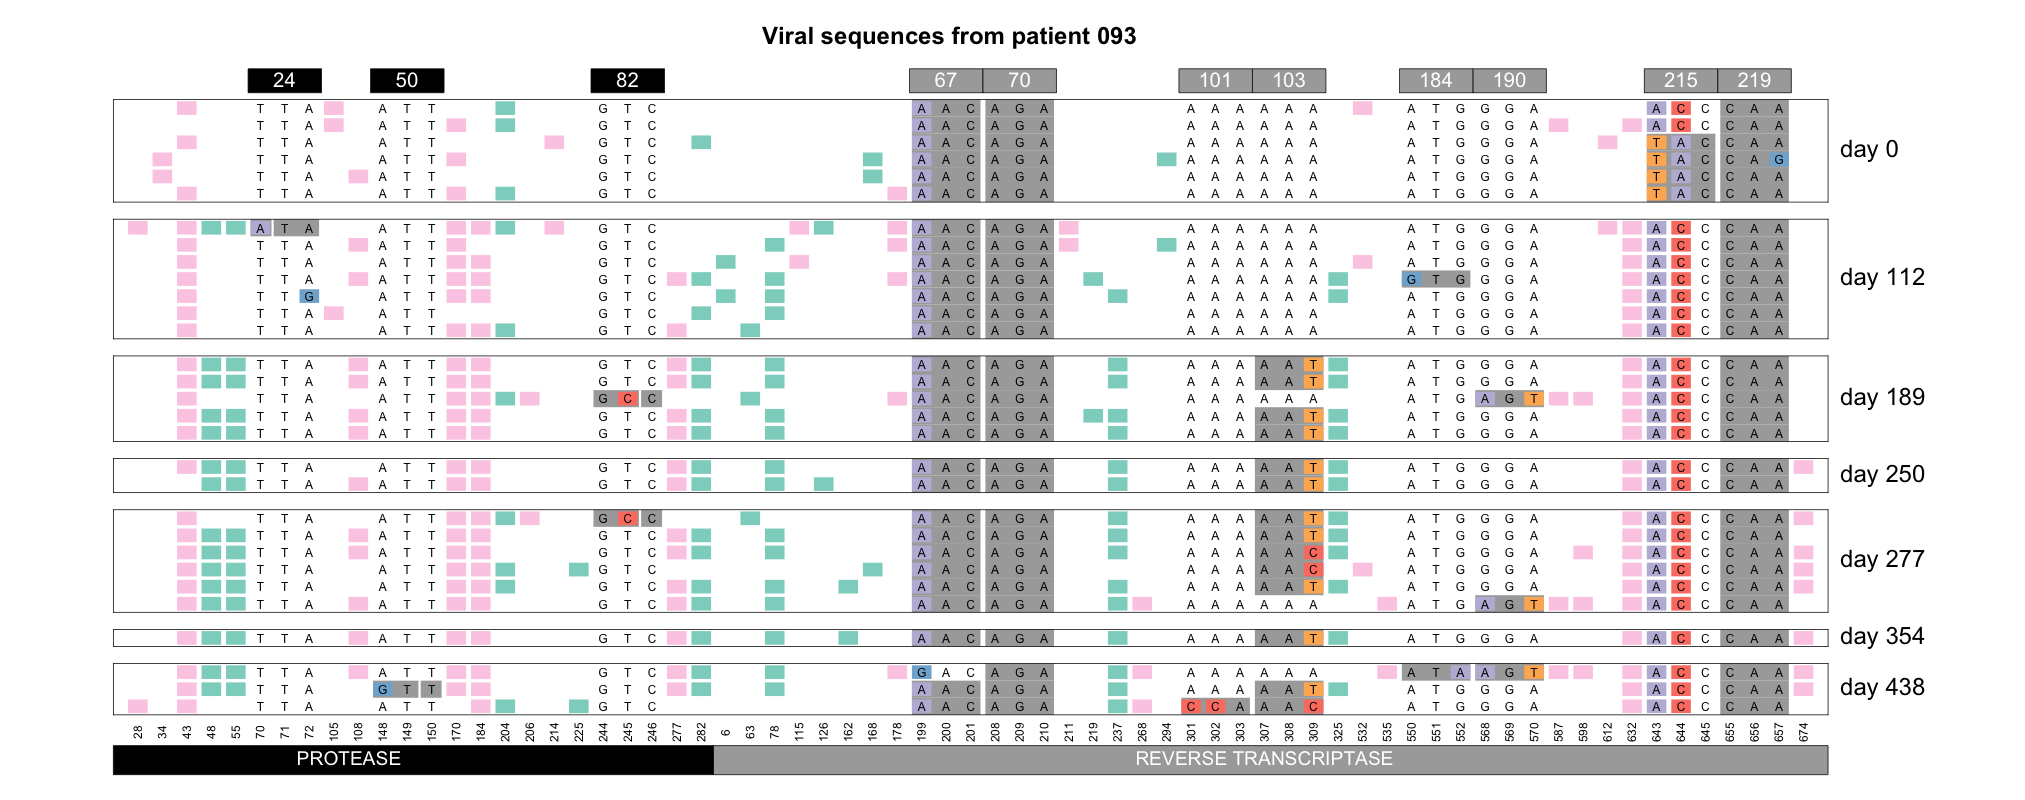 Viral sequences from patient 093
24 50 82 67 70 101 103 184 190 215 219
T T A A T T G T C A A C A G A A A A A A A A T G G G A A C C C A A
T T A A T T G T C A A C A G A A A A A A A A T G G G A A C C C A A
T T A A T T G T C A A C A G A A A A A A A A T G G G A T A C C A A
T T A A T T G T C A A C A G A A A A A A A A T G G G A T A C C A G
T T A A T T G T C A A C A G A A A A A A A A T G G G A T A C C A A
T T A A T T G T C A A C A G A A A A A A A A T G G G A T A C C A A
day 0
A T A A T T G T C A A C A G A A A A A A A A T G G G A A C C C A A
T T A A T T G T C A A C A G A A A A A A A A T G G G A A C C C A A
T T A A T T G T C A A C A G A A A A A A A A T G G G A A C C C A A
T T A A T T G T C A A C A G A A A A A A A G T G G G A A C C C A A
T T G A T T G T C A A C A G A A A A A A A A T G G G A A C C C A A
T T A A T T G T C A A C A G A A A A A A A A T G G G A A C C C A A
T T A A T T G T C A A C A G A A A A A A A A T G G G A A C C C A A
day 112
T T A A T T G T C A A C A G A A A A A A T A T G G G A A C C C A A
T T A A T T G T C A A C A G A A A A A A T A T G G G A A C C C A A
T T A A T T G C C A A C A G A A A A A A A A T G A G T A C C C A A
T T A A T T G T C A A C A G A A A A A A T A T G G G A A C C C A A
T T A A T T G T C A A C A G A A A A A A T A T G G G A A C C C A A
day 189
T T A A T T G T C A A C A G A A A A A A T A T G G G A A C C C A A
T T A A T T G T C A A C A G A A A A A A T A T G G G A A C C C A A
day 250
T T A A T T G C C A A C A G A A A A A A T A T G G G A A C C C A A
T T A A T T G T C A A C A G A A A A A A T A T G G G A A C C C A A
T T A A T T G T C A A C A G A A A A A A C A T G G G A A C C C A A
T T A A T T G T C A A C A G A A A A A A C A T G G G A A C C C A A
T T A A T T G T C A A C A G A A A A A A T A T G G G A A C C C A A
T T A A T T G T C A A C A G A A A A A A A A T G A G T A C C C A A
day 277
T T A A T T G T C A A C A G A A A A A A T A T G G G A A C C C A A
day 354
T T A A T T G T C G A C A G A A A A A A A A T A A G T A C C C A A
T T A G T T G T C A A C A G A A A A A A T A T G G G A A C C C A A
T T A A T T G T C A A C A G A C C A A A C A T G G G A A C C C A A
day 438
28 34 43 48 55 70 71 72 105 108 148 149 150 170 184 204 206 214 225 244 245 246 277 282 6 63 78 115 126 162 168 178 199 200 201 208 209 210 211 219 237 268 294 301 302 303 307 308 309 325 532 535 550 551 552 568 569 570 587 598 612 632 643 644 645 655 656 657 674
PROTEASE REVERSE TRANSCRIPTASE